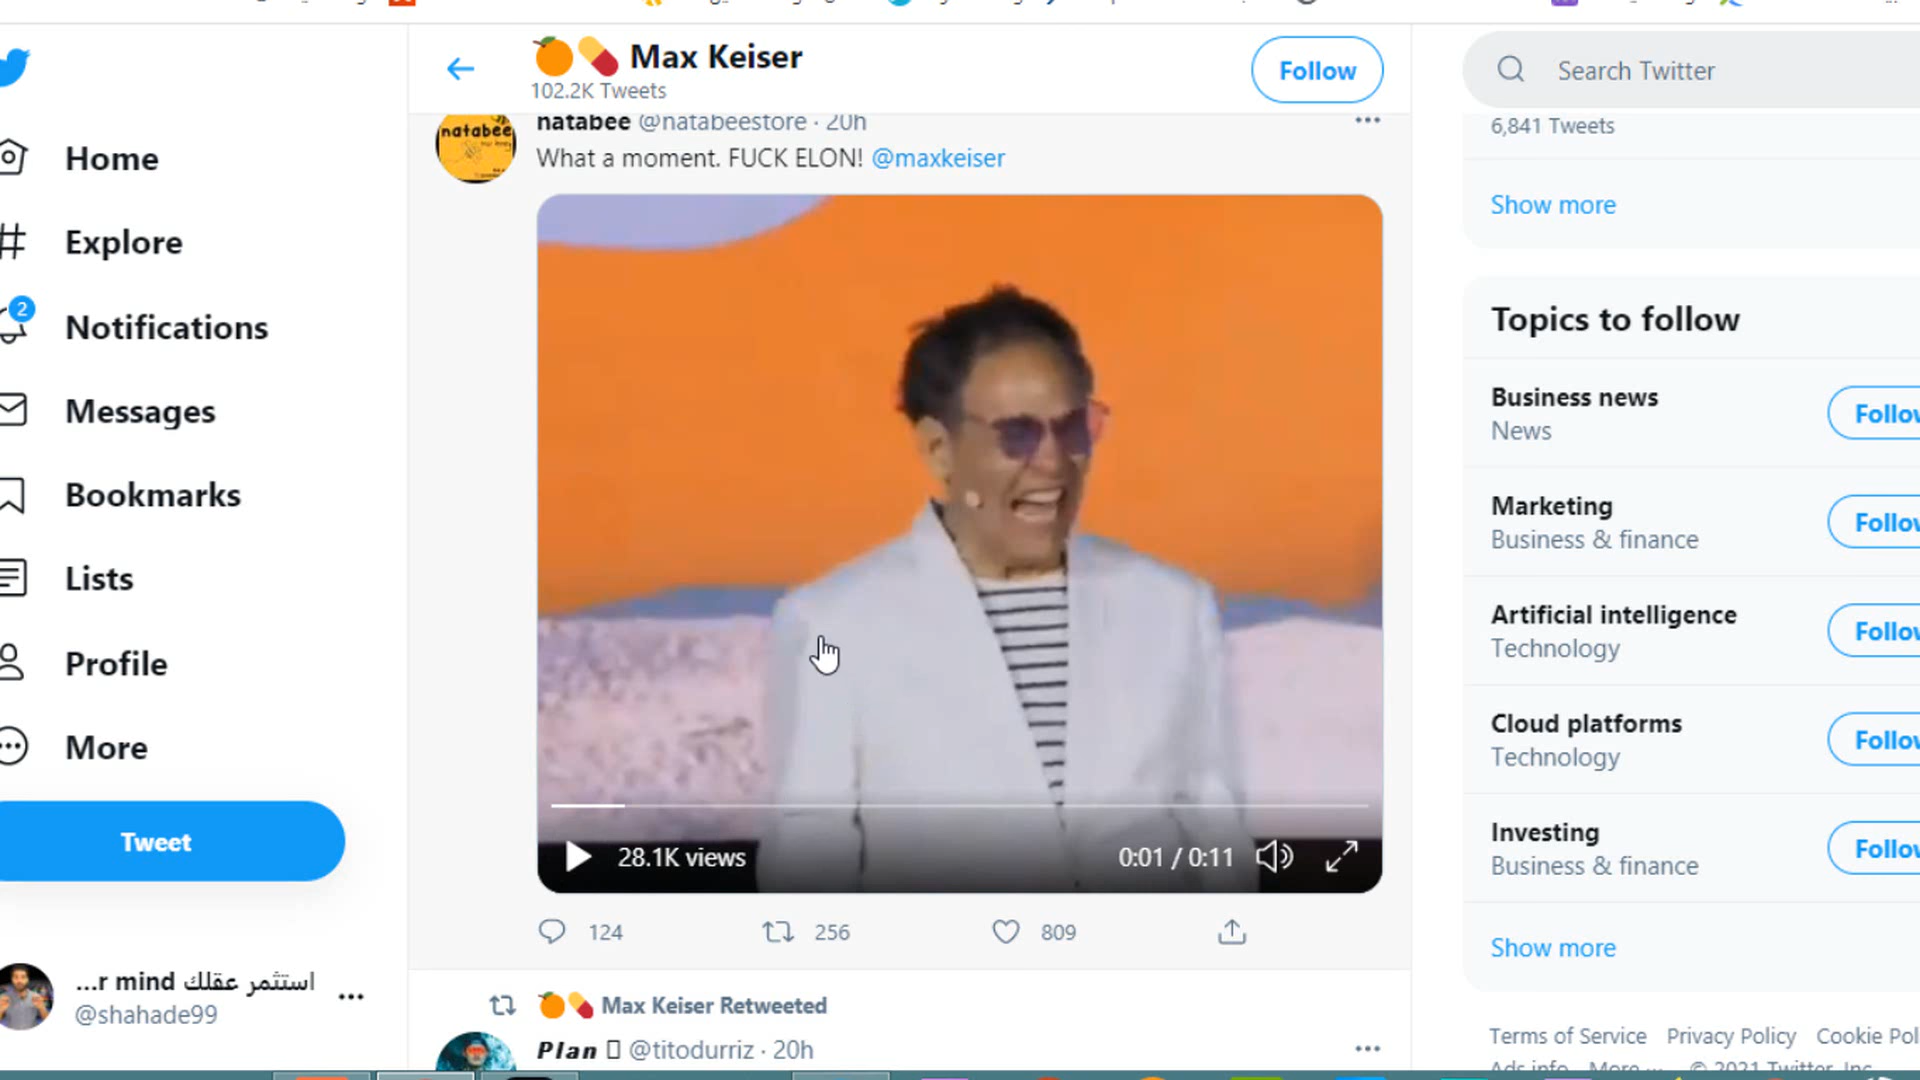 Max Keiser
102.2K Tweets
Follow
Search Twitter
Home
Explore
2
Notifications
Messages
Bookmarks
Lists
Profile
More
Tweet
...r mind استثمر عقلك
@shahade99
natabee
natabee @natabeestore · 20h
What a moment. FUCK ELON! @maxkeiser
28.1K views
0:01 / 0:11
124
256
809
Max Keiser Retweeted
Plan @titodurriz · 20h
6,841 Tweets
Show more
Topics to follow
Business news
News
Follow
Marketing
Business & finance
Follow
Artificial intelligence
Technology
Follow
Cloud platforms
Technology
Follow
Investing
Business & finance
Follow
Show more
Terms of Service Privacy Policy Cookie Pol
Ads info More ... © 2021 Twitter, Inc.